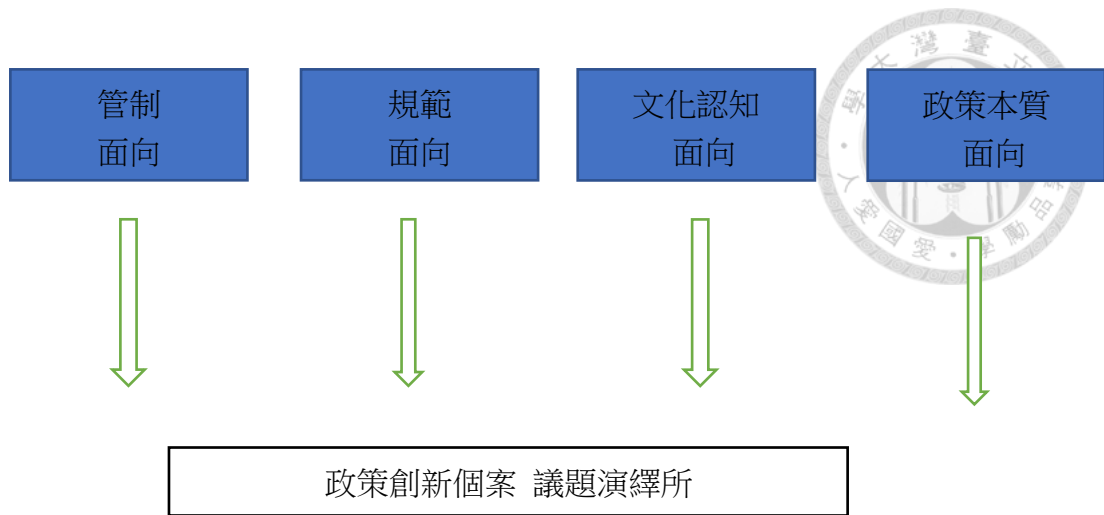 管制
面向
規範
面向
文化認知
面向
政策本質
面向
政策創新個案 議題演繹所